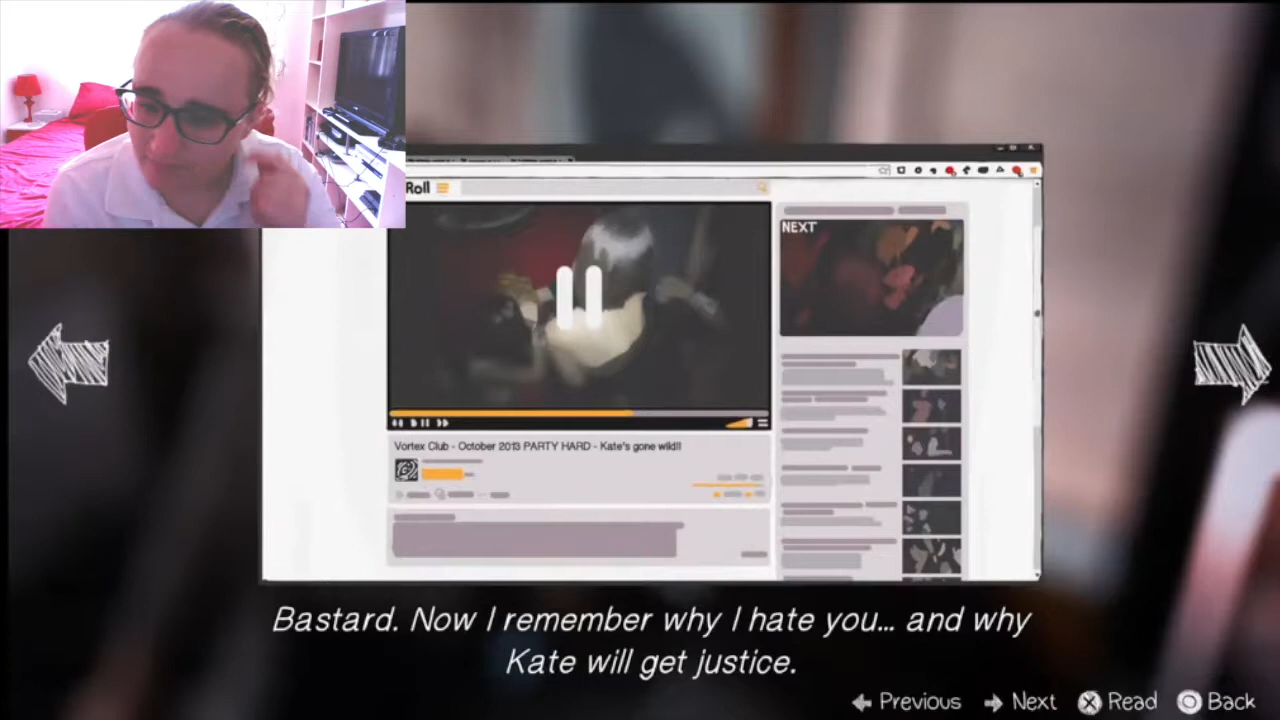 Roll
NEXT
Vortex Club - October 2013 PARTY HARD - Kate's gone wild!!
Bastard. Now I remember why I hate you... and why
Kate will get justice.
Previous Next Read Back